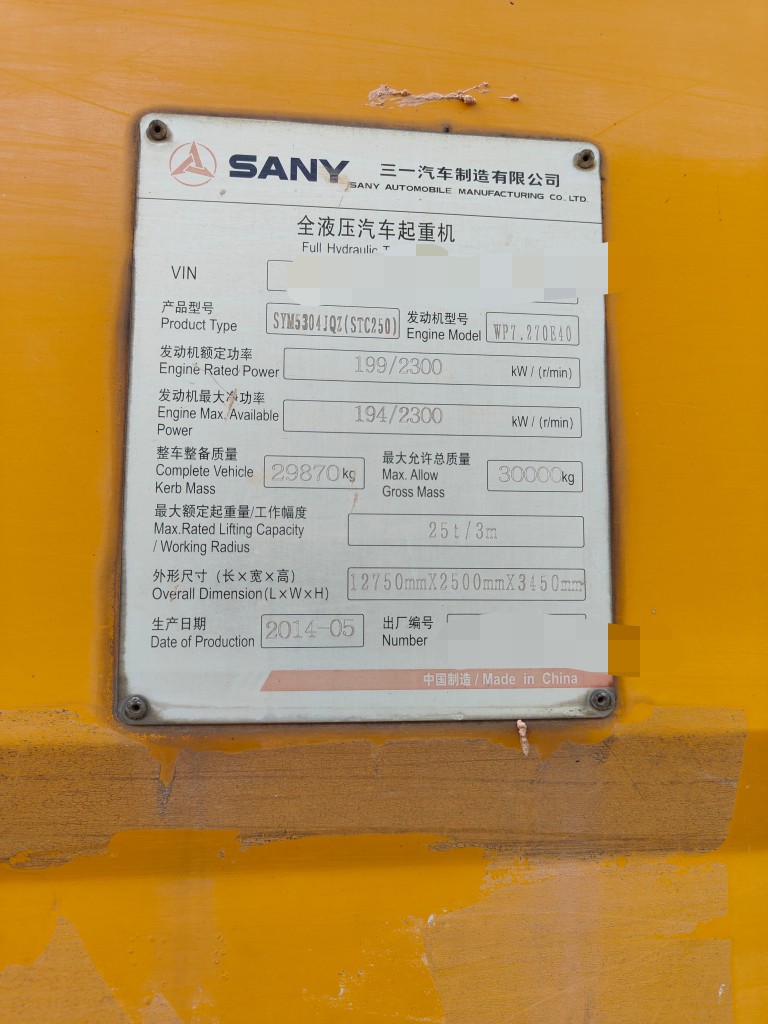 SANY 三一汽车制造有限公司
SANY AUTOMOBILE MANUFACTURING CO.,LTD.
全液压汽车起重机
Full Hydraulic
VIN
产品型号
Product Type
SYM5304JQZ(STC250)
发动机型号
Engine Model
WP7.270E40
发动机额定功率
Engine Rated Power
199/2300 kW / (r/min)
发动机最大净功率
Engine Max. Available
Power
194/2300 kW / (r/min)
整车整备质量
Complete Vehicle
Kerb Mass
29870kg
最大允许总质量
Max. Allow
Gross Mass
30000kg
最大额定起重量/工作幅度
Max.Rated Lifting Capacity
/ Working Radius
25t/3m
外形尺寸（长×宽×高）
Overall Dimension(L×W×H)
12750mmX2500mmX3450mm
生产日期
Date of Production
2014-05
出厂编号
Number
中国制造 / Made in China